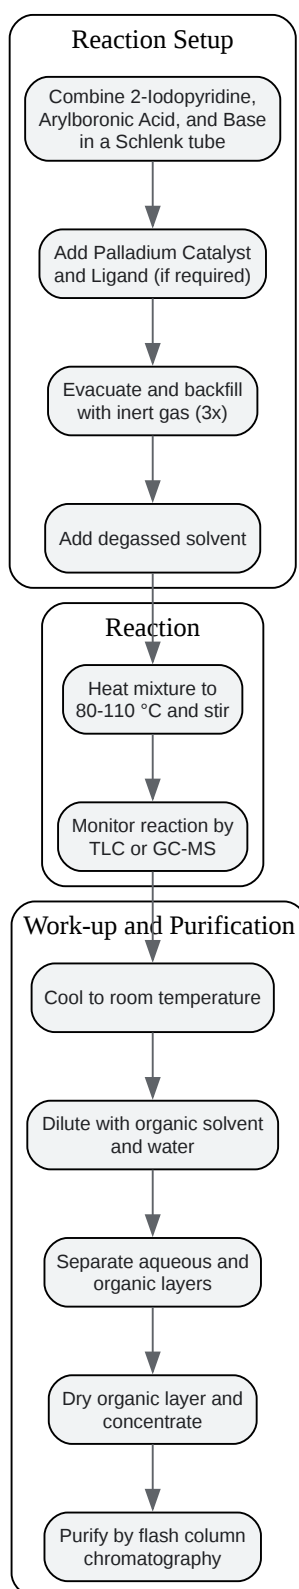 Reaction Setup
Combine 2-Iodopyridine,
Arylboronic Acid, and Base
in a Schlenk tube
Add Palladium Catalyst
and Ligand (if required)
Evacuate and backfill
with inert gas (3x)
Add degassed solvent
Reaction
Heat mixture to
80-110 °C and stir
Monitor reaction by
TLC or GC-MS
Work-up and Purification
Cool to room temperature
Dilute with organic solvent
and water
Separate aqueous and
organic layers
Dry organic layer and
concentrate
Purify by flash column
chromatography